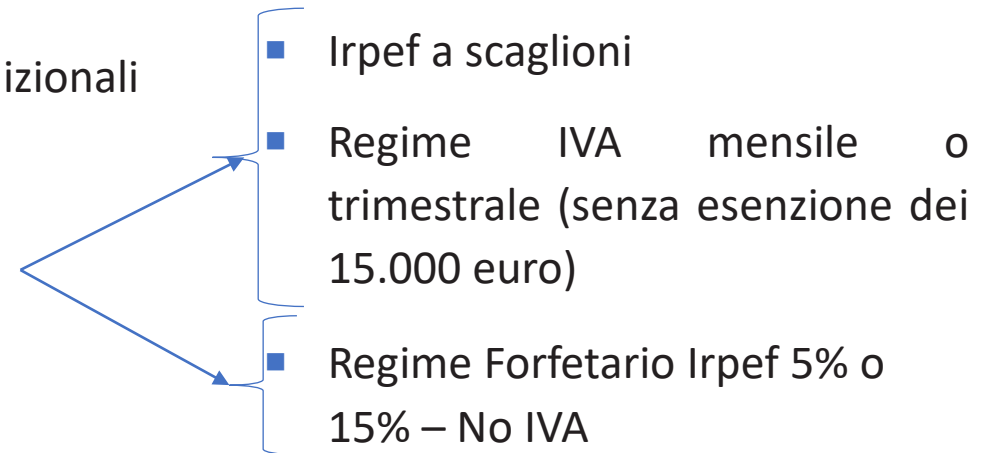 izionali
▪ Irpef a scaglioni
▪ Regime IVA mensile o
trimestrale (senza esenzione dei
15.000 euro)
▪ Regime Forfetario Irpef 5% o
15% – No IVA